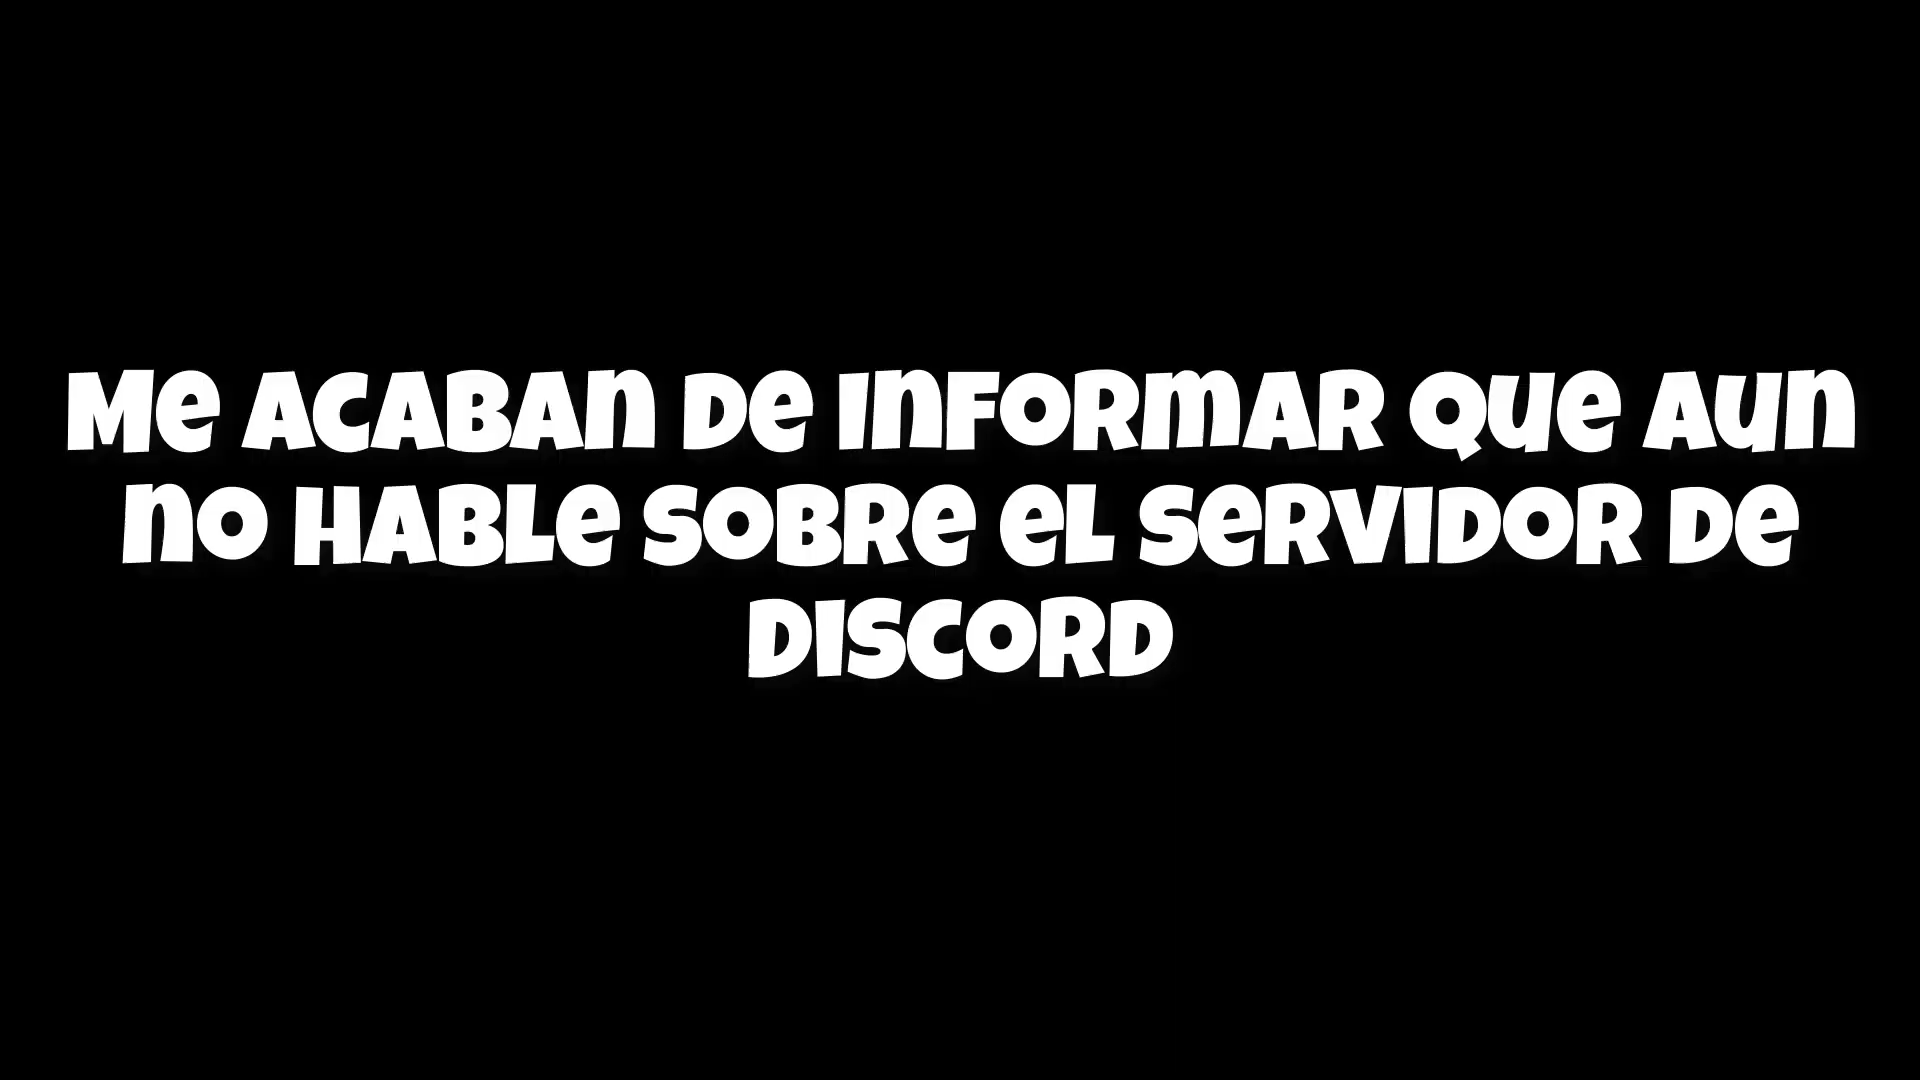 Me acaban de informar que aun
no hable sobre el servidor de
discord